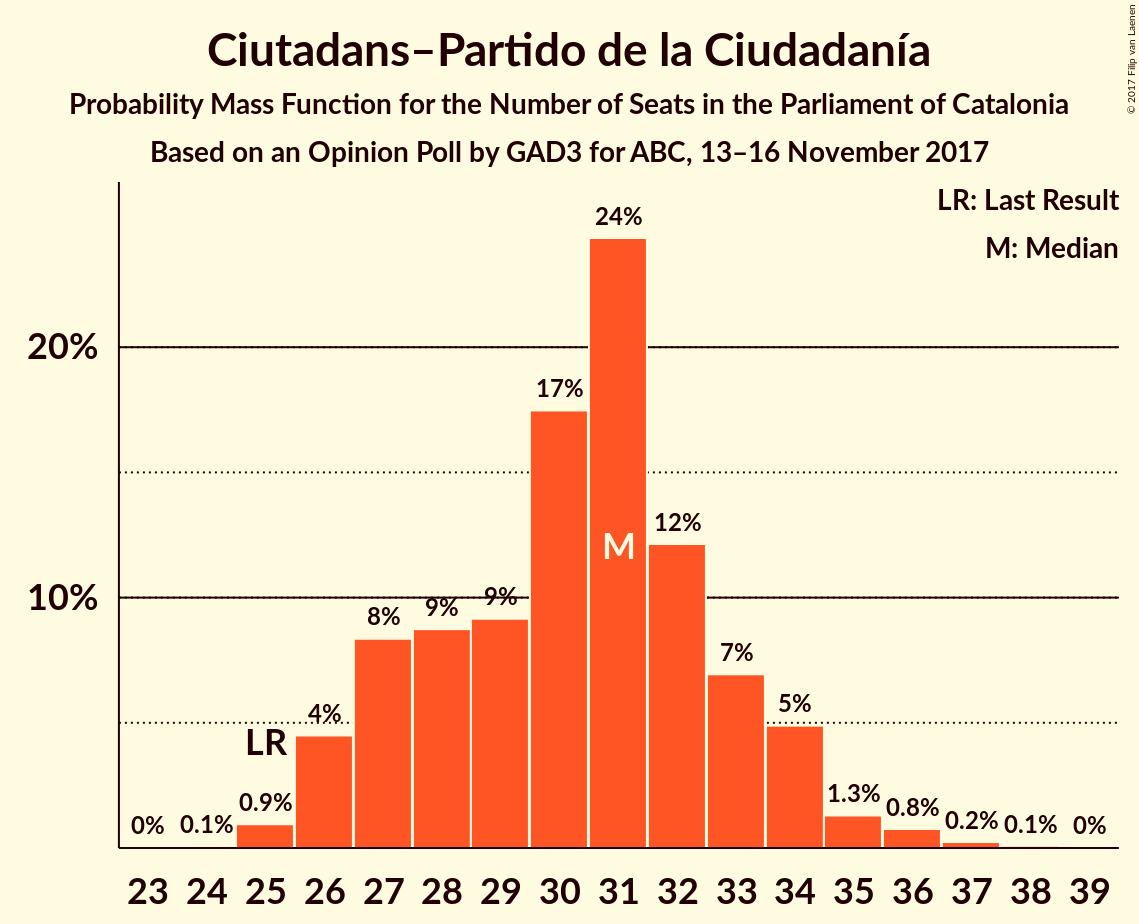 Ciutadans–Partido de la Ciudadanía
Probability Mass Function for the Number of Seats in the Parliament of Catalonia
Based on an Opinion Poll by GAD3 for ABC, 13–16 November 2017
© 2017 Filip van Laenen
LR: Last Result
M: Median
20%
10%
0%
0.1%
0.9%
LR
4%
8%
9%
9%
17%
24%
M
12%
7%
5%
1.3%
0.8%
0.2%
0.1%
0%
23 24 25 26 27 28 29 30 31 32 33 34 35 36 37 38 39